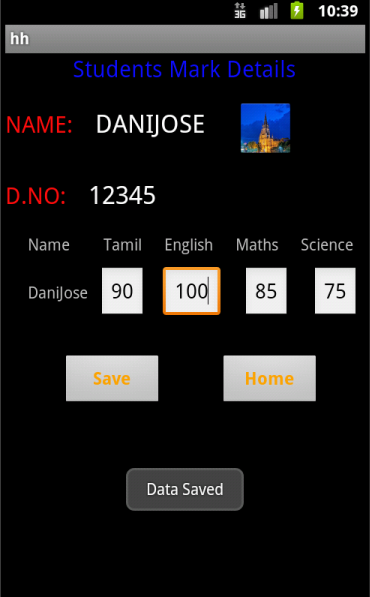 3G 10:39
hh
Students Mark Details
NAME: DANIJOSE
D.NO: 12345
Name Tamil English Maths Science
DaniJose 90 100 85 75
Save Home
Data Saved